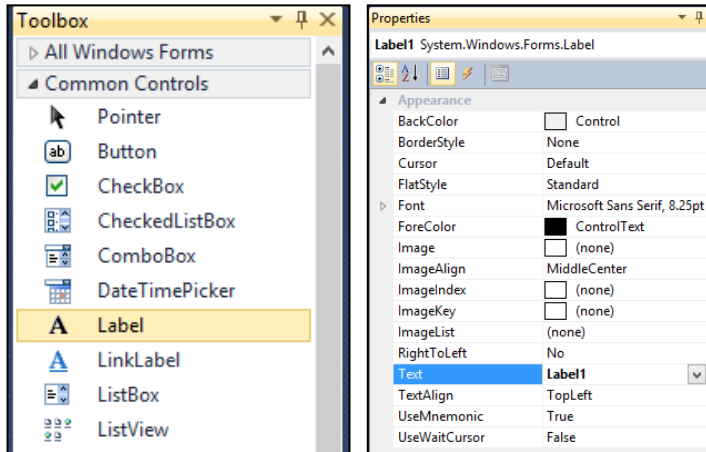 Toolbox
All Windows Forms
Common Controls
Pointer
ab Button
CheckBox
CheckedListBox
ComboBox
DateTimePicker
A Label
A LinkLabel
ListBox
ListView
Properties
Label1 System.Windows.Forms.Label
Appearance
BackColor Control
BorderStyle None
Cursor Default
FlatStyle Standard
Font Microsoft Sans Serif, 8.25pt
ForeColor ControlText
Image (none)
ImageAlign MiddleCenter
ImageIndex (none)
ImageKey (none)
ImageList (none)
RightToLeft No
Text Label1
TextAlign TopLeft
UseMnemonic True
UseWaitCursor False